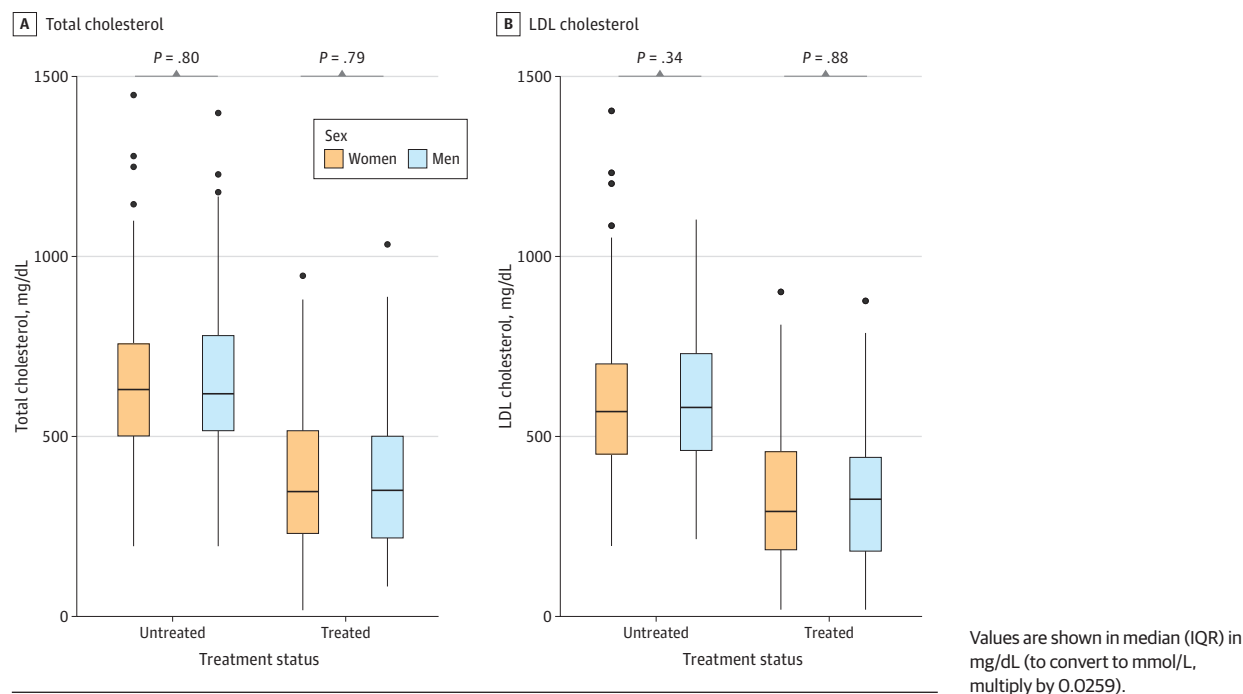 A Total cholesterol
P = .80
P = .79
1500
1000
500
0
Total cholesterol, mg/dL
Sex
Women
Men
Untreated
Treated
Treatment status
B LDL cholesterol
P = .34
P = .88
1500
1000
500
0
LDL cholesterol, mg/dL
Untreated
Treated
Treatment status
Values are shown in median (IQR) in
mg/dL (to convert to mmol/L,
multiply by 0.0259).